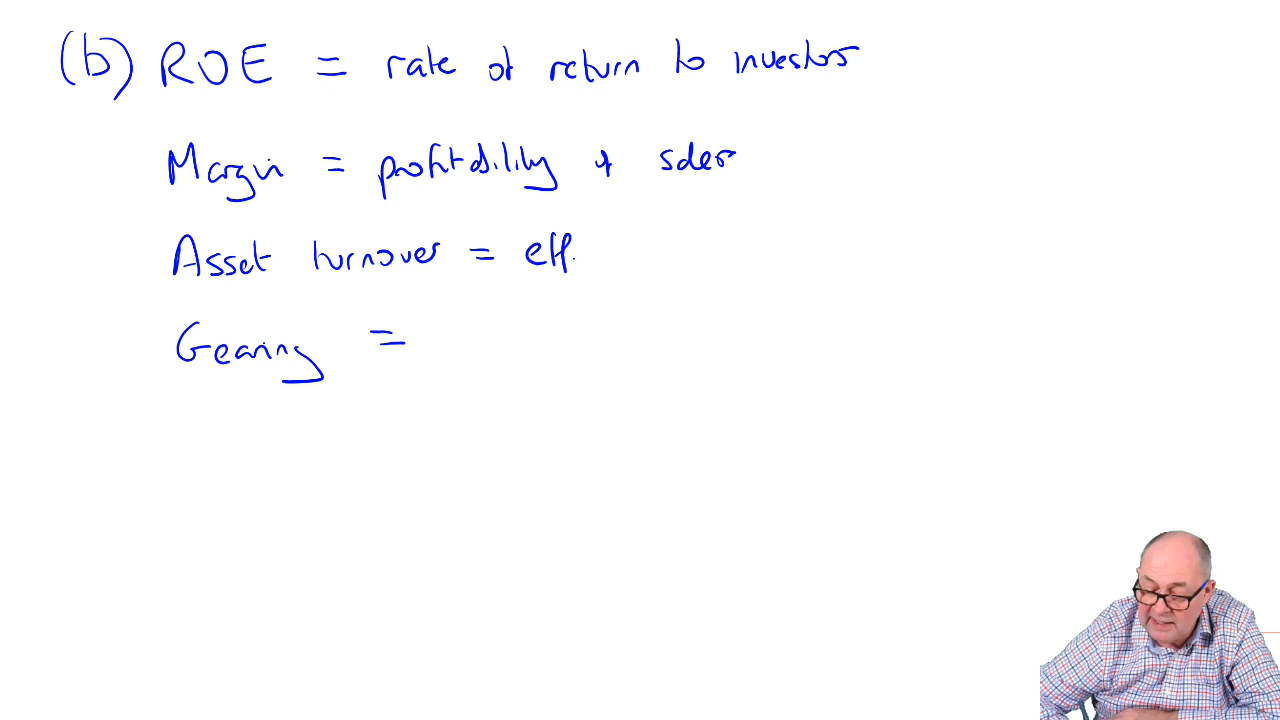 (b) ROE = rate of return to investors
Margin = profitability of sales
Asset turnover = eff.
Gearing =